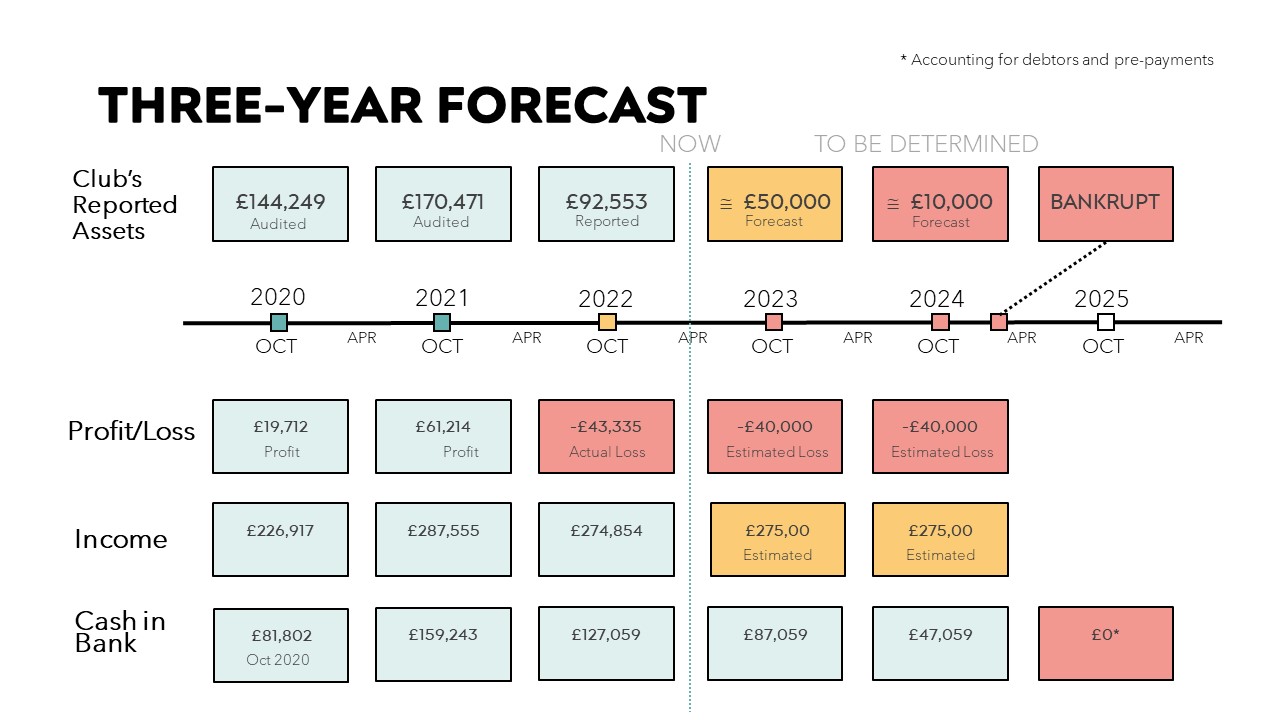 * Accounting for debtors and pre-payments
THREE-YEAR FORECAST
NOW
TO BE DETERMINED
Club's
Reported
Assets
£144,249
Audited
£170,471
Audited
£92,553
Reported
≅ £50,000
Forecast
≅ £10,000
Forecast
BANKRUPT
2020
2021
2022
2023
2024
2025
OCT
APR
OCT
APR
OCT
APR
OCT
APR
OCT
APR
OCT
APR
Profit/Loss
£19,712
Profit
£61,214
Profit
-£43,335
Actual Loss
-£40,000
Estimated Loss
-£40,000
Estimated Loss
Income
£226,917
£287,555
£274,854
£275,00
Estimated
£275,00
Estimated
Cash in
Bank
£81,802
Oct 2020
£159,243
£127,059
£87,059
£47,059
£0*